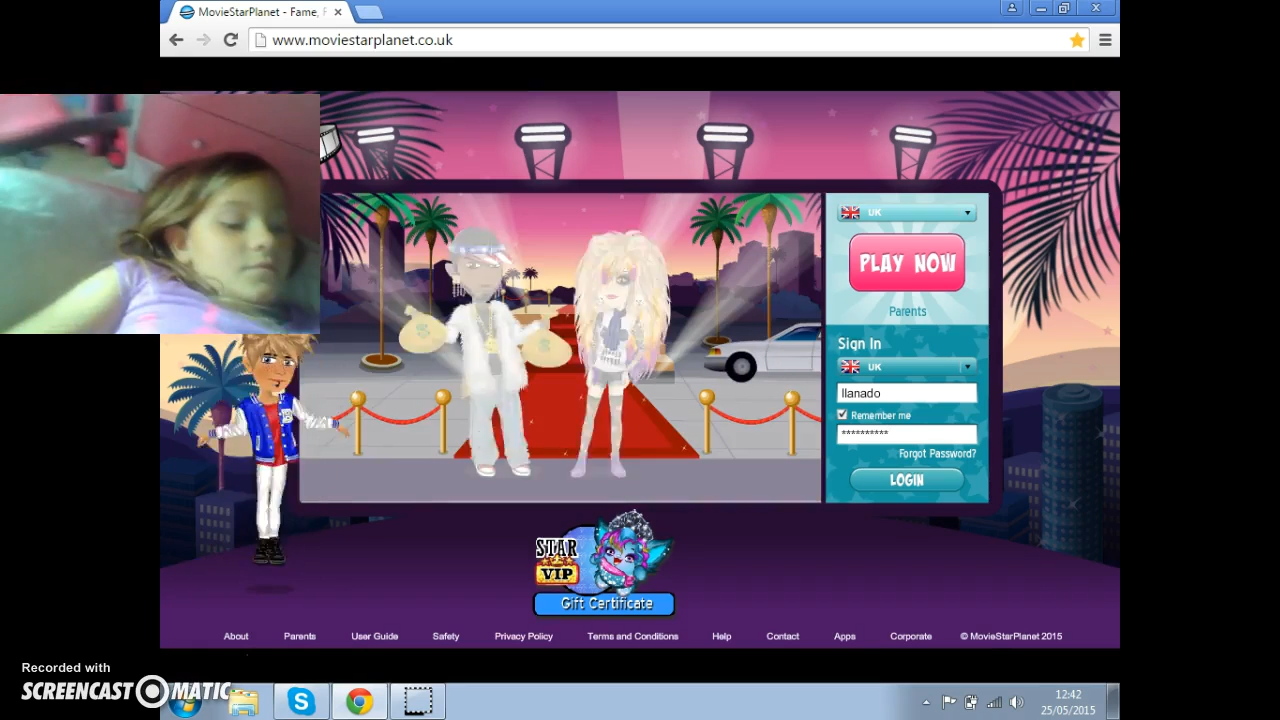 MovieStarPlanet - Fame, F
www.moviestarplanet.co.uk
UK
PLAY NOW
Parents
Sign In
UK
llanado
Remember me
**********
Forgot Password?
LOGIN
STAR
VIP
Gift Certificate
About Parents User Guide Safety Privacy Policy Terms and Conditions Help Contact Apps Corporate © MovieStarPlanet 2015
Recorded with
SCREENCAST-O-MATIC
12:42
25/05/2015